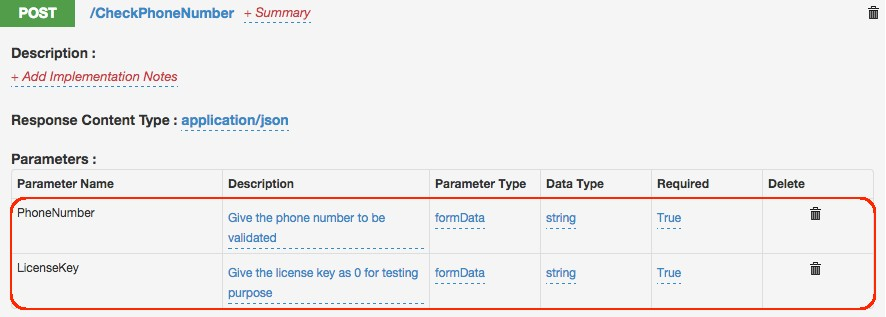 POST /CheckPhoneNumber + Summary
Description :
+ Add Implementation Notes
Response Content Type : application/json
Parameters :
Parameter Name Description Parameter Type Data Type Required Delete
PhoneNumber Give the phone number to be formData string True
validated
LicenseKey Give the license key as 0 for testing formData string True
purpose